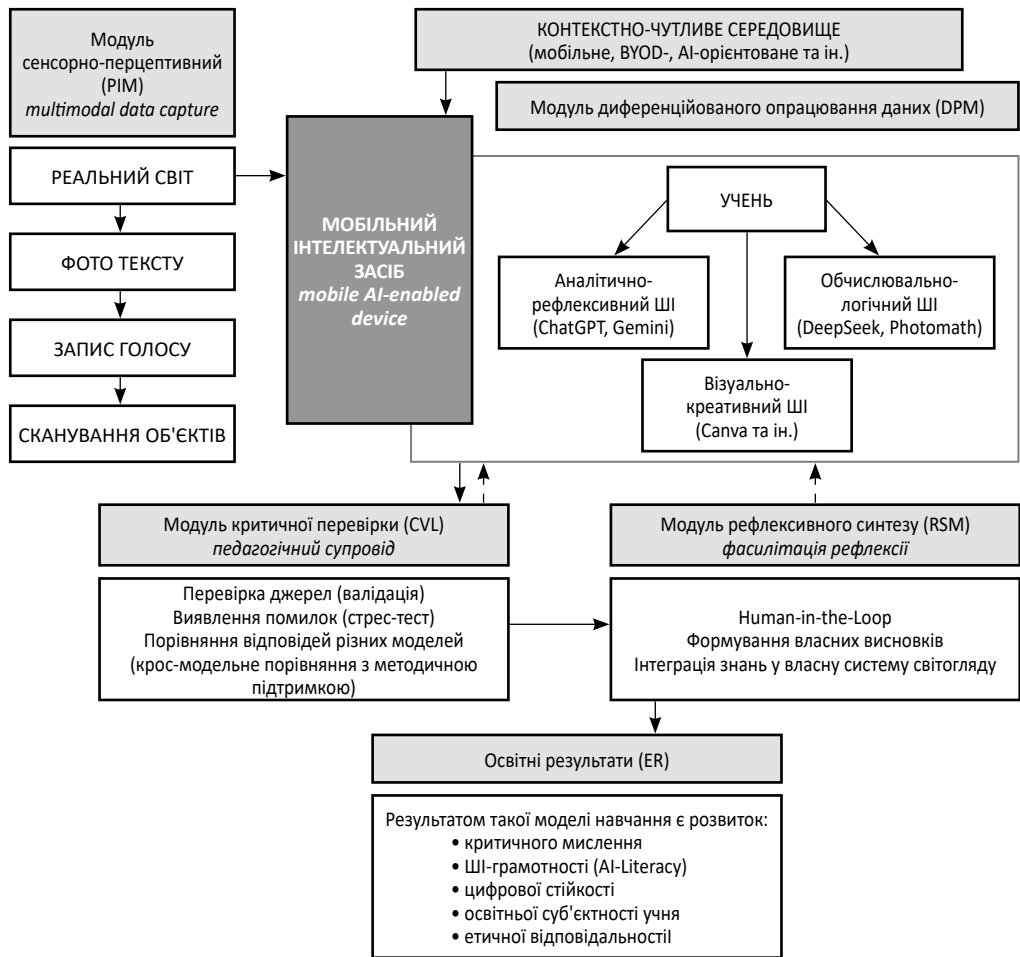 Модуль
сенсорно-перцептивний
(PIM)
multimodal data capture
КОНТЕКСТНО-ЧУТЛИВЕ СЕРЕДОВИЩЕ
(мобільне, BYOD-, AI-орієнтоване та ін.)
Модуль диференційованого опрацювання даних (DPM)
РЕАЛЬНИЙ СВІТ
ФОТО ТЕКСТУ
ЗАПИС ГОЛОСУ
СКАНУВАННЯ ОБ'ЄКТІВ
МОБІЛЬНИЙ
ІНТЕЛЕКТУАЛЬНИЙ
ЗАСІБ
mobile AI-enabled
device
УЧЕНЬ
Аналітично-
рефлексивний ШІ
(ChatGPT, Gemini)
Обчислювально-
логічний ШІ
(DeepSeek, Photomath)
Візуально-
креативний ШІ
(Canva та ін.)
Модуль критичної перевірки (CVL)
педагогічний супровід
Модуль рефлексивного синтезу (RSM)
фасилітація рефлексії
Перевірка джерел (валідація)
Виявлення помилок (стрес-тест)
Порівняння відповідей різних моделей
(крос-модельне порівняння з методичною
підтримкою)
Human-in-the-Loop
Формування власних висновків
Інтеграція знань у власну систему світогляду
Освітні результати (ER)
Результатом такої моделі навчання є розвиток:
• критичного мислення
• ШІ-грамотності (AI-Literacy)
• цифрової стійкості
• освітньої суб'єктності учня
• етичної відповідальностіІ